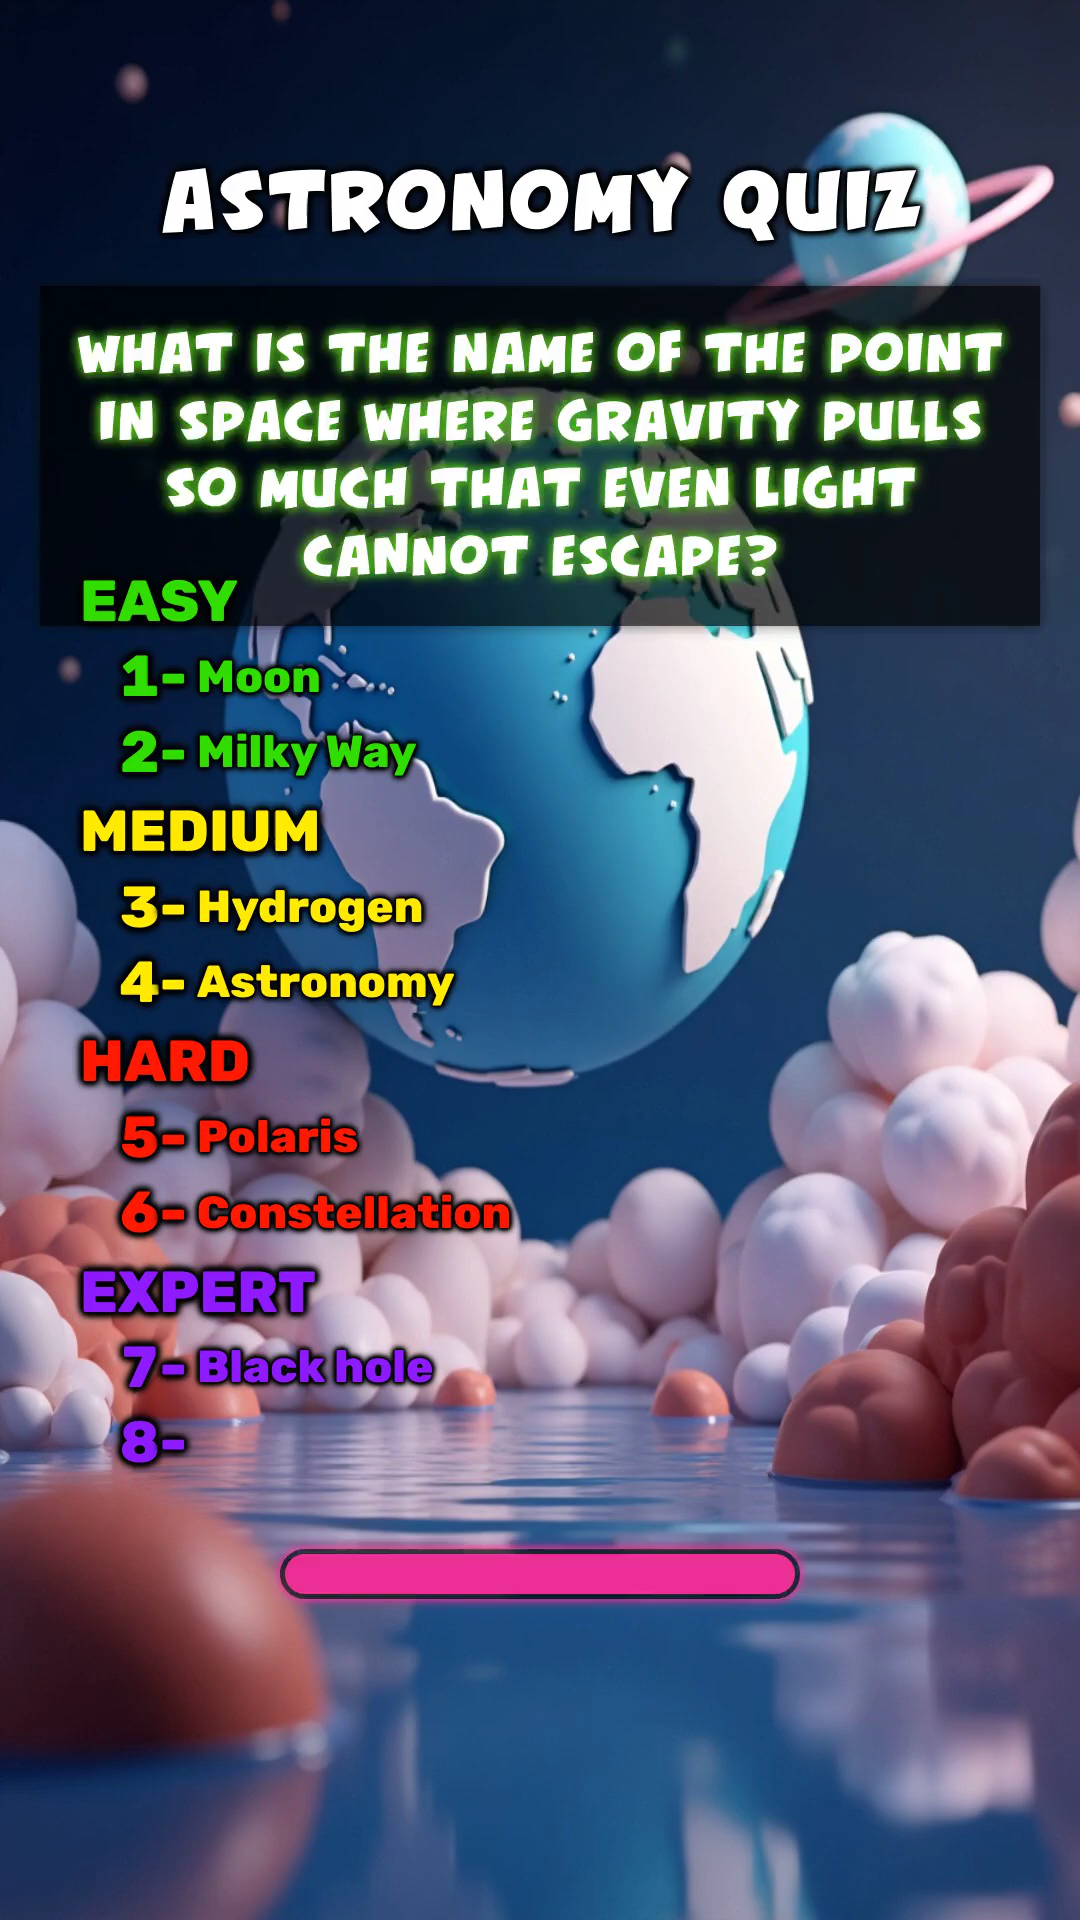 ASTRONOMY QUIZ
WHAT IS THE NAME OF THE POINT
IN SPACE WHERE GRAVITY PULLS
SO MUCH THAT EVEN LIGHT
CANNOT ESCAPE?
EASY
1- Moon
2- Milky Way
MEDIUM
3- Hydrogen
4- Astronomy
HARD
5- Polaris
6- Constellation
EXPERT
7- Black hole
8-